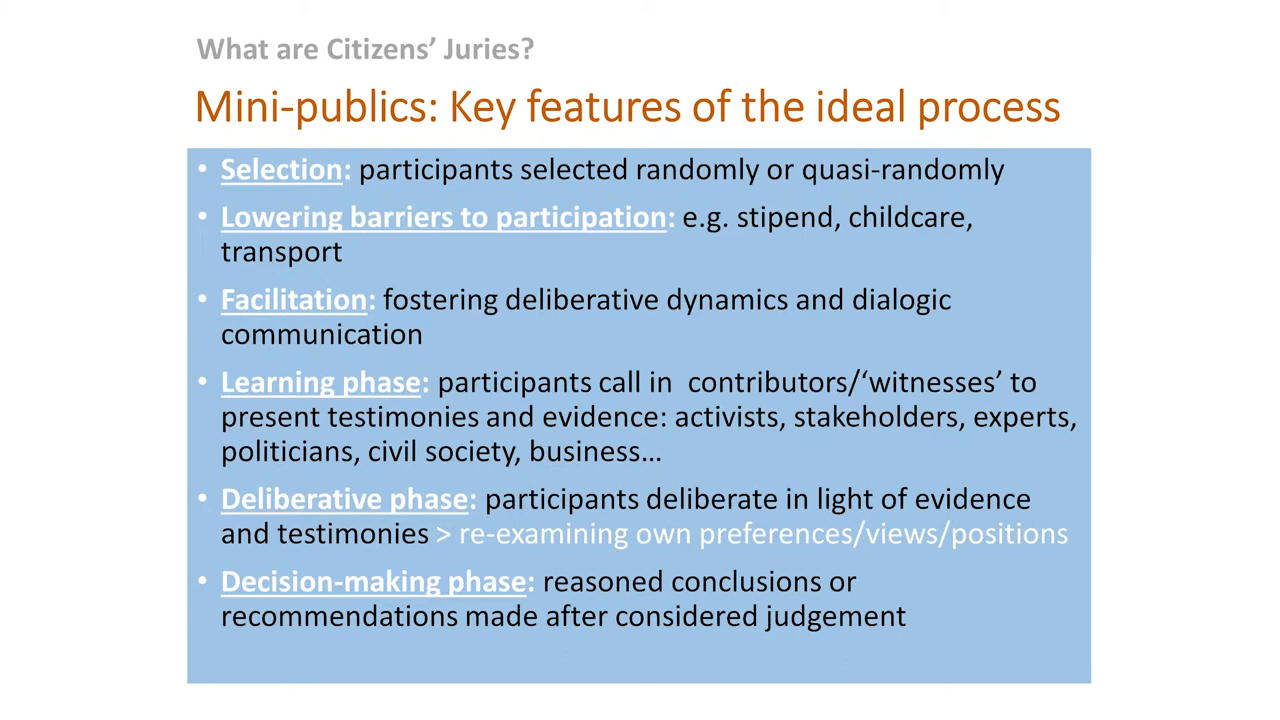 What are Citizens’ Juries?
Mini-publics: Key features of the ideal process
• Selection: participants selected randomly or quasi-randomly
• Lowering barriers to participation: e.g. stipend, childcare,
transport
• Facilitation: fostering deliberative dynamics and dialogic
communication
• Learning phase: participants call in contributors/‘witnesses’ to
present testimonies and evidence: activists, stakeholders, experts,
politicians, civil society, business…
• Deliberative phase: participants deliberate in light of evidence
and testimonies > re-examining own preferences/views/positions
• Decision-making phase: reasoned conclusions or
recommendations made after considered judgement